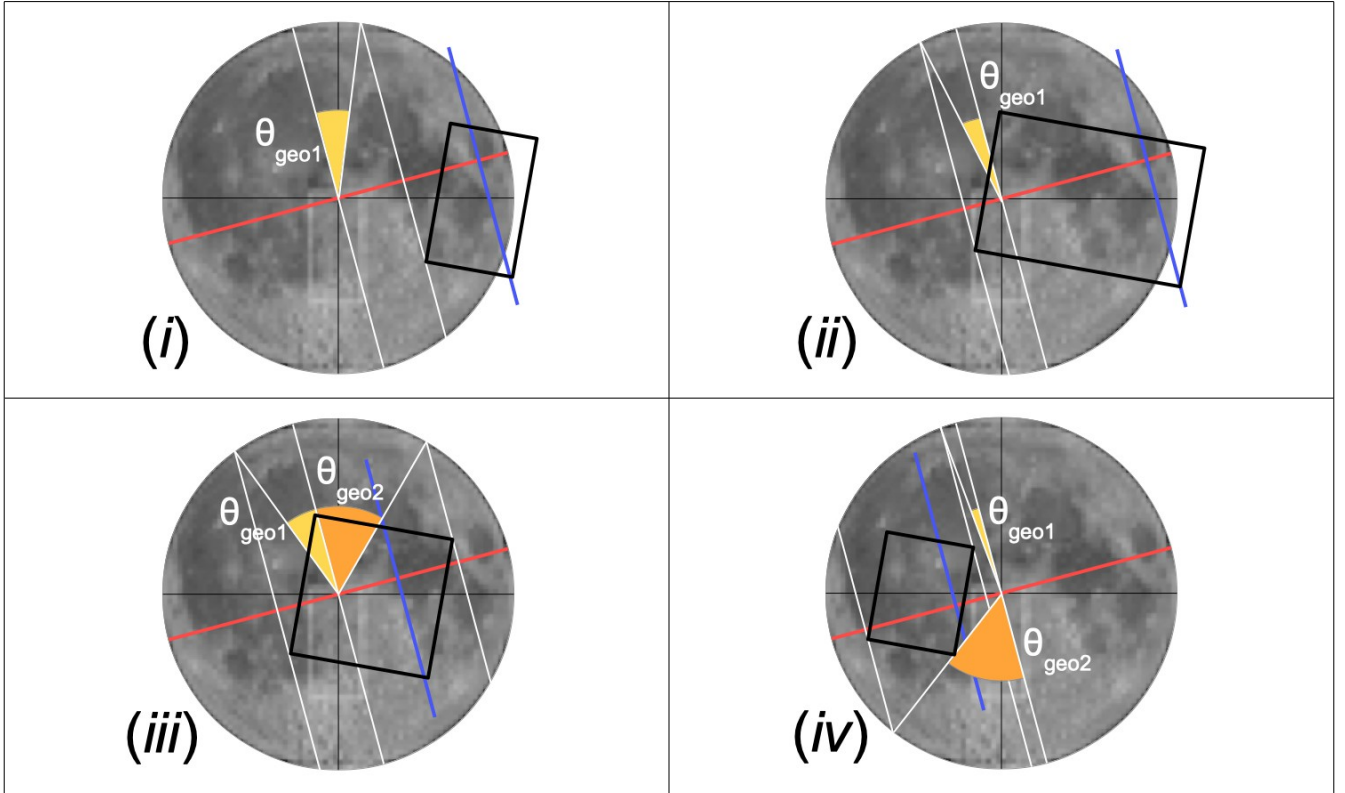 θ geo1
(i)
θ geo1
(ii)
θ geo2
θ geo1
(iii)
θ geo1
θ geo2
(iv)